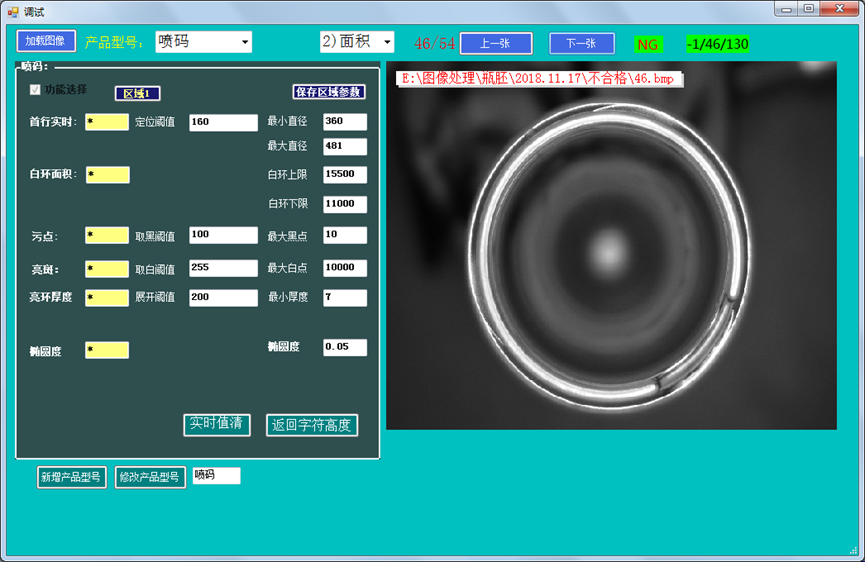 调试
加载图像 产品型号： 喷码 2)面积 46/54 上一张 下一张 NG -1/46/130
喷码：
E:\图像处理\瓶胚\2018.11.17\不合格\46.bmp
功能选择 区域1 保存区域参数
首行实时： * 定位阈值 160 最小直径 360
最大直径 481
白环面积： * 白环上限 15500
白环下限 11000
污点： * 取黑阈值 100 最大黑点 10
亮斑： * 取白阈值 255 最大白点 10000
亮环厚度 * 展开阈值 200 最小厚度 7
椭圆度 * 椭圆度 0.05
实时值清 返回字符高度
新增产品型号 修改产品型号 喷码